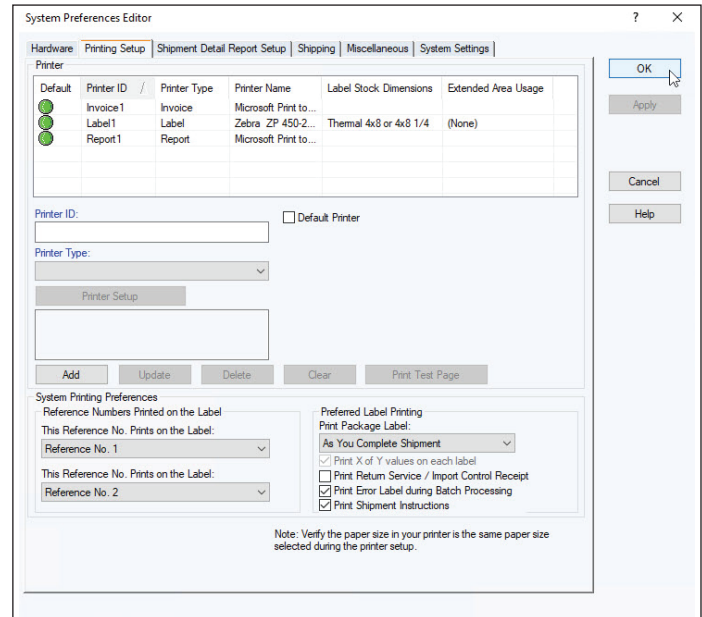 System Preferences Editor ? X
Hardware Printing Setup Shipment Detail Report Setup Shipping Miscellaneous System Settings
Printer
OK
Default Printer ID / Printer Type Printer Name Label Stock Dimensions Extended Area Usage
Invoice1 Invoice Microsoft Print to...
Apply
Label1 Label Zebra ZP 450-2... Thermal 4x8 or 4x8 1/4 (None)
Report1 Report Microsoft Print to...
Cancel
Printer ID:
Default Printer
Help
Printer Type:
Printer Setup
Add Update Delete Clear Print Test Page
System Printing Preferences
Reference Numbers Printed on the Label
This Reference No. Prints on the Label:
Reference No. 1
This Reference No. Prints on the Label:
Reference No. 2
Preferred Label Printing
Print Package Label:
As You Complete Shipment
Print X of Y values on each label
Print Return Service / Import Control Receipt
Print Error Label during Batch Processing
Print Shipment Instructions
Note: Verify the paper size in your printer is the same paper size
selected during the printer setup.